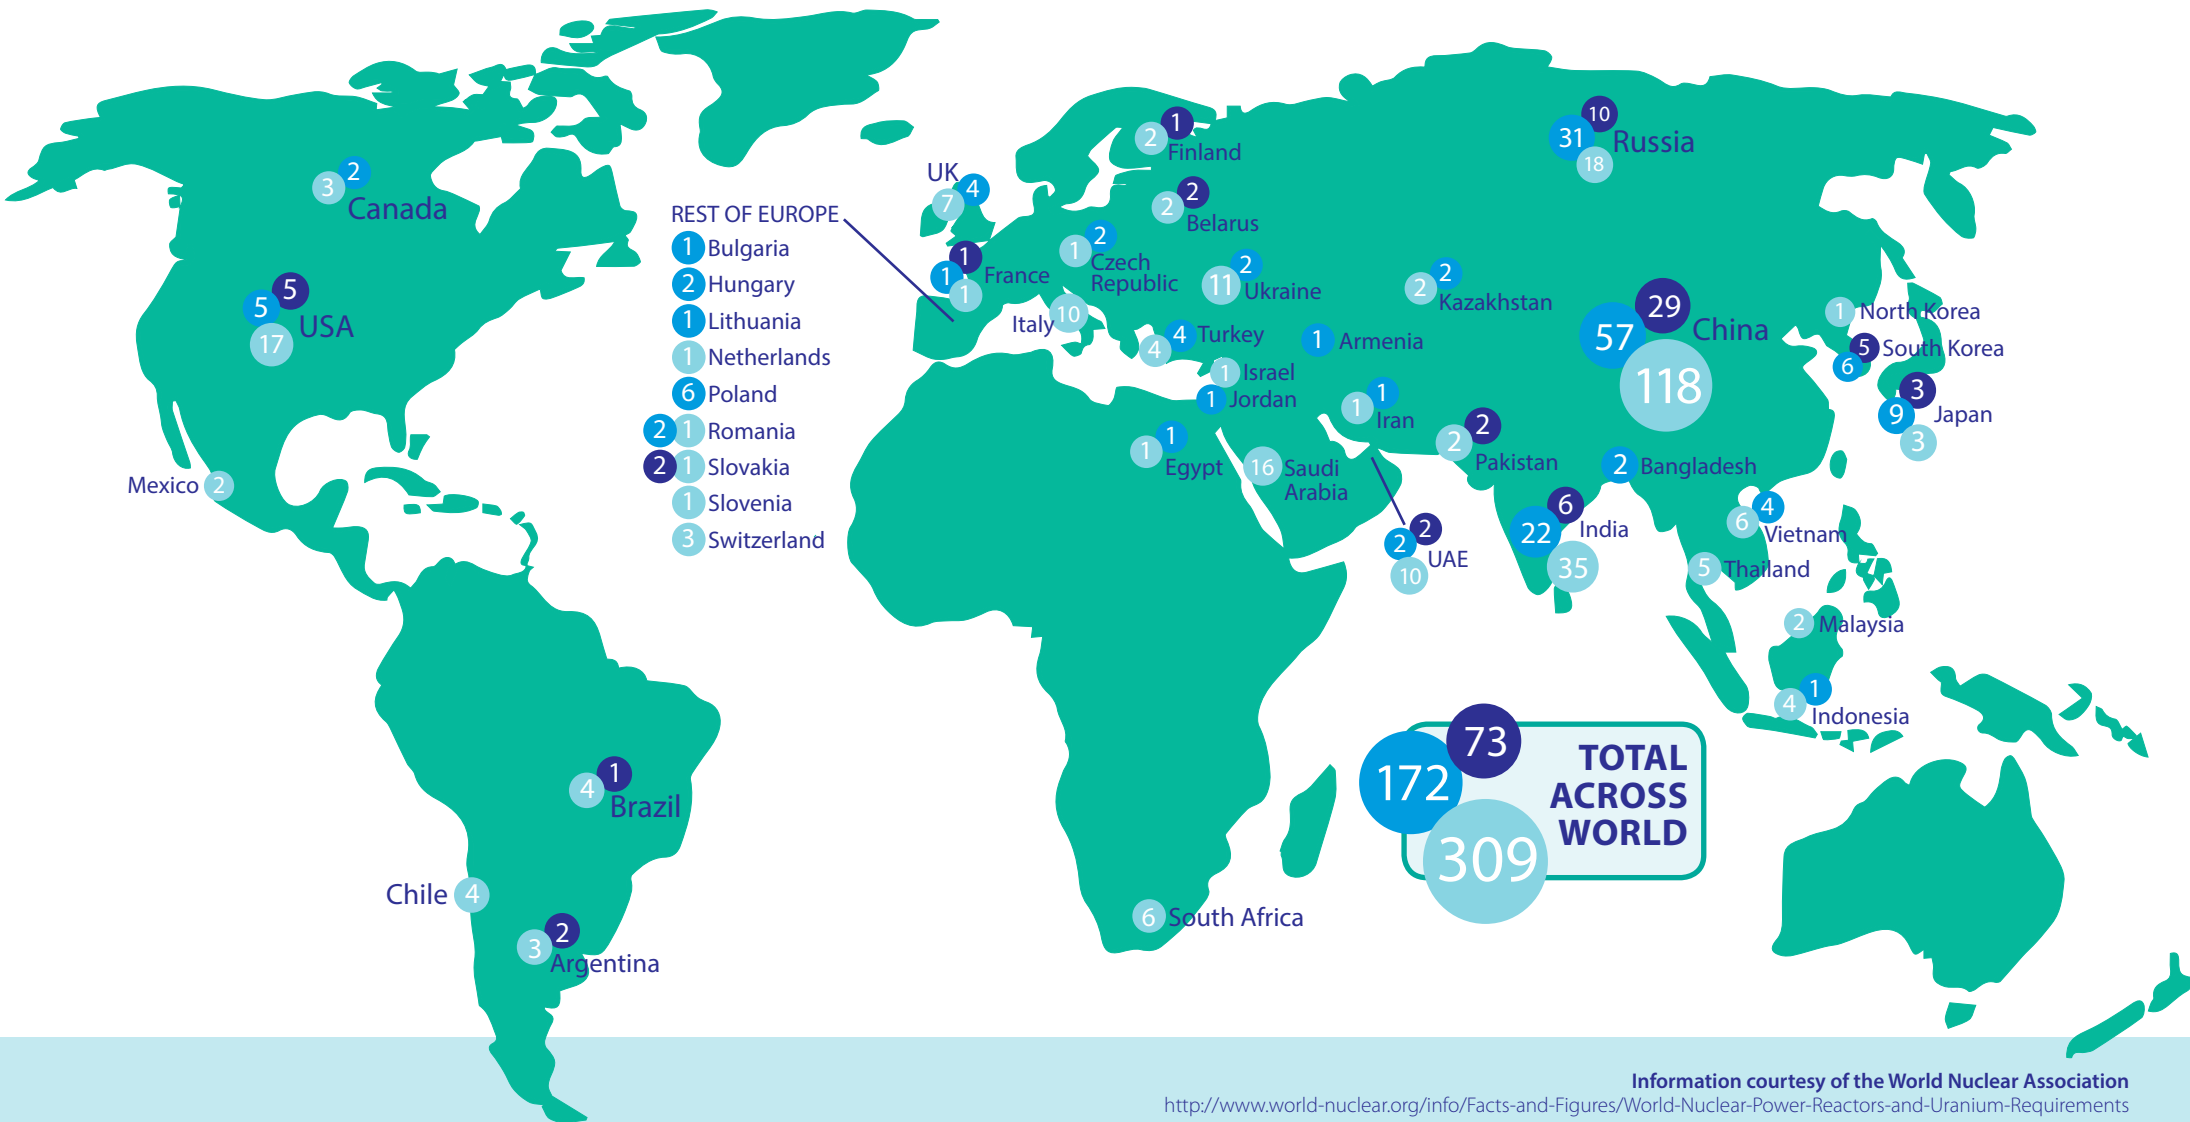 2
3
Canada
5
5
17
USA
Mexico 2
1
4
Brazil
Chile 4
2
3
Argentina
REST OF EUROPE
1 Bulgaria
2 Hungary
1 Lithuania
1 Netherlands
6 Poland
2 1 Romania
2 1 Slovakia
1 Slovenia
3 Switzerland
UK
4
7
1
1
1
France
1
2
Finland
2
2
Belarus
2
1
Czech
Republic
2
11
Ukraine
Italy 10
4 Turkey
4
1 Armenia
1 Israel
1 Jordan
1
1
Egypt
16 Saudi
Arabia
1
1
Iran
2
2
UAE
10
6 South Africa
10
31
18
Russia
2
2
Kazakhstan
29
57
118
China
1 North Korea
5 South Korea
6
3
9
3
Japan
2
2
Pakistan
2 Bangladesh
6
22
35
India
4
6
Vietnam
5 Thailand
2 Malaysia
1
4
Indonesia
73
172
309
TOTAL
ACROSS
WORLD
Information courtesy of the World Nuclear Association
http://www.world-nuclear.org/info/Facts-and-Figures/World-Nuclear-Power-Reactors-and-Uranium-Requirements